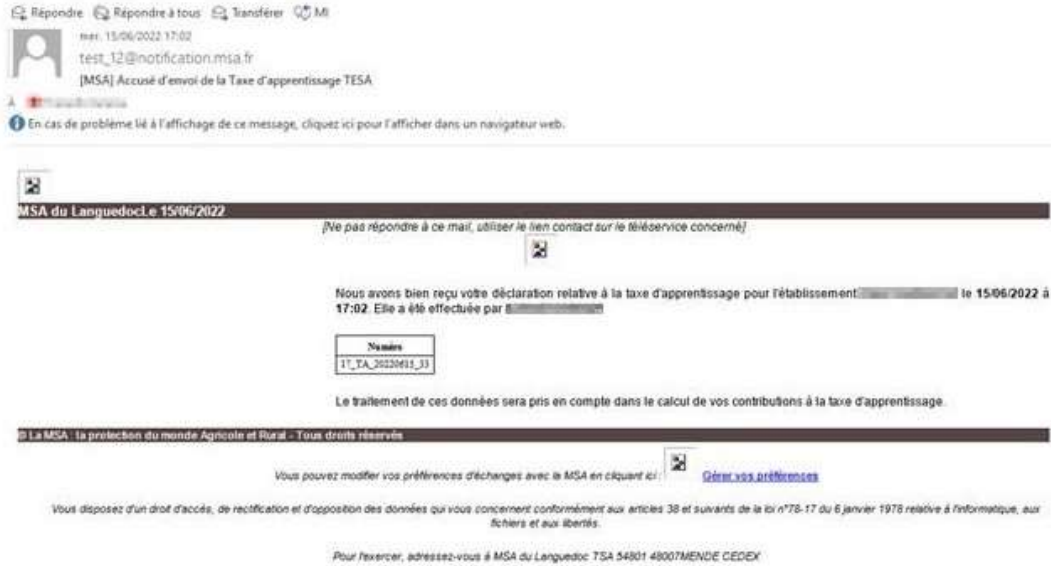 Répondre Répondre à tous Transférer MI
mer. 15/06/2022 17:02
test_12@notification.msa.fr
[MSA] Accusé d'envoi de la Taxe d'apprentissage TESA
À
En cas de problème lié à l'affichage de ce message, cliquez ici pour l'afficher dans un navigateur web.
MSA du LanguedocLe 15/06/2022
[Ne pas répondre à ce mail, utiliser le lien contact sur le téléservice concerné]
Nous avons bien reçu votre déclaration relative à la taxe d'apprentissage pour l'établissement le 15/06/2022 à
17:02. Elle a été effectuée par
Numéro
17_TA_20220615_33
Le traitement de ces données sera pris en compte dans le calcul de vos contributions à la taxe d'apprentissage.
© La MSA : la protection du monde Agricole et Rural - Tous droits réservés
Vous pouvez modifier vos préférences d'échanges avec la MSA en cliquant ici : Gérer vos préférences
Vous disposez d'un droit d'accès, de rectification et d'opposition des données qui vous concernent conformément aux articles 38 et suivants de la loi n°78-17 du 6 janvier 1978 relative à l'informatique, aux
fichiers et aux libertés.
Pour l'exercer, adressez-vous à MSA du Languedoc TSA 54801 48007MENDE CEDEX